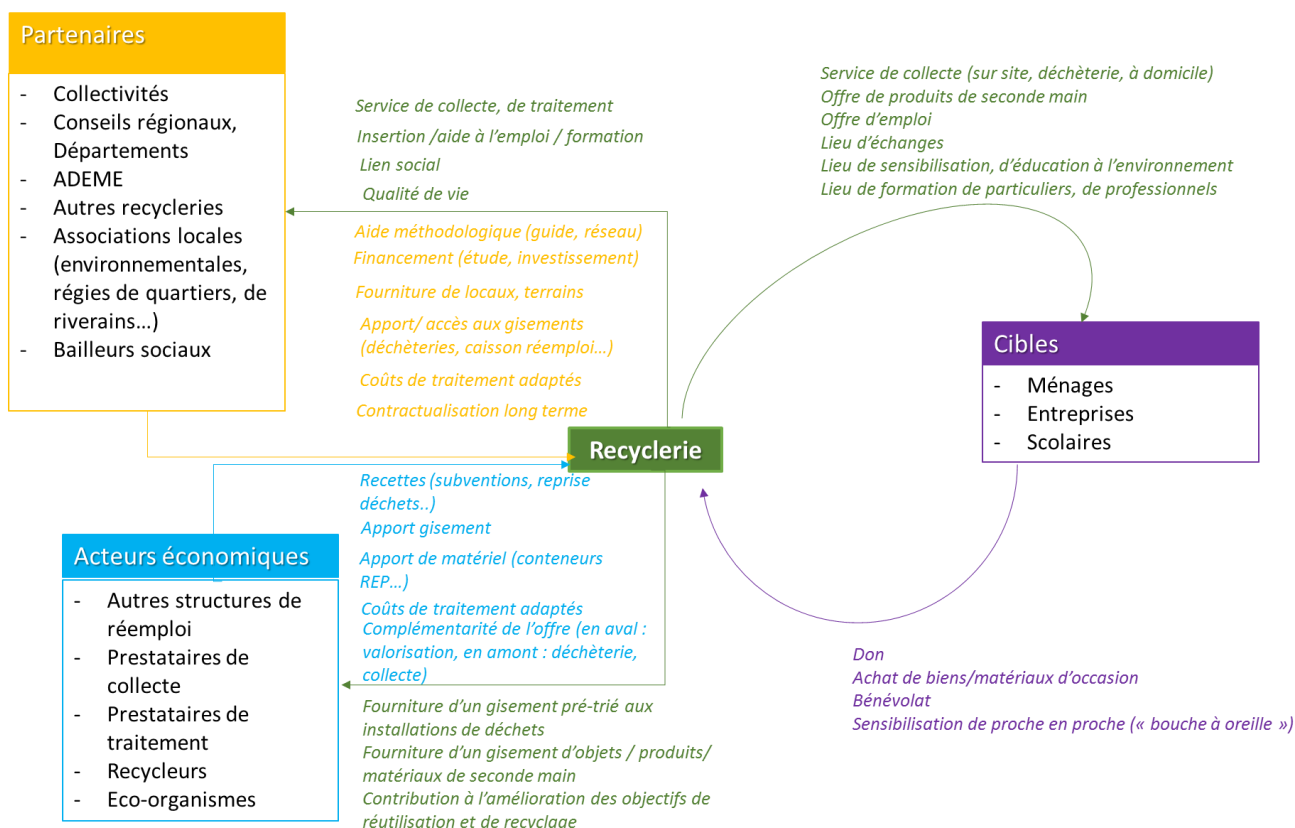 Partenaires
- Collectivités
- Conseils régionaux,
Départements
- ADEME
- Autres recycleries
- Associations locales
(environnementales,
régies de quartiers, de
riverains…)
- Bailleurs sociaux
Service de collecte, de traitement
Insertion /aide à l’emploi / formation
Lien social
Qualité de vie
Aide méthodologique (guide, réseau)
Financement (étude, investissement)
Fourniture de locaux, terrains
Apport/ accès aux gisements
(déchèteries, caisson réemploi…)
Coûts de traitement adaptés
Contractualisation long terme
Service de collecte (sur site, déchèterie, à domicile)
Offre de produits de seconde main
Offre d’emploi
Lieu d’échanges
Lieu de sensibilisation, d’éducation à l’environnement
Lieu de formation de particuliers, de professionnels
Cibles
- Ménages
- Entreprises
- Scolaires
Recyclerie
Acteurs économiques
- Autres structures de
réemploi
- Prestataires de
collecte
- Prestataires de
traitement
- Recycleurs
- Eco-organismes
Recettes (subventions, reprise
déchets..)
Apport gisement
Apport de matériel (conteneurs
REP…)
Coûts de traitement adaptés
Complémentarité de l’offre (en aval :
valorisation, en amont : déchèterie,
collecte)
Fourniture d’un gisement pré-trié aux
installations de déchets
Fourniture d’un gisement d’objets / produits/
matériaux de seconde main
Contribution à l’amélioration des objectifs de
réutilisation et de recyclage
Don
Achat de biens/matériaux d’occasion
Bénévolat
Sensibilisation de proche en proche (« bouche à oreille »)